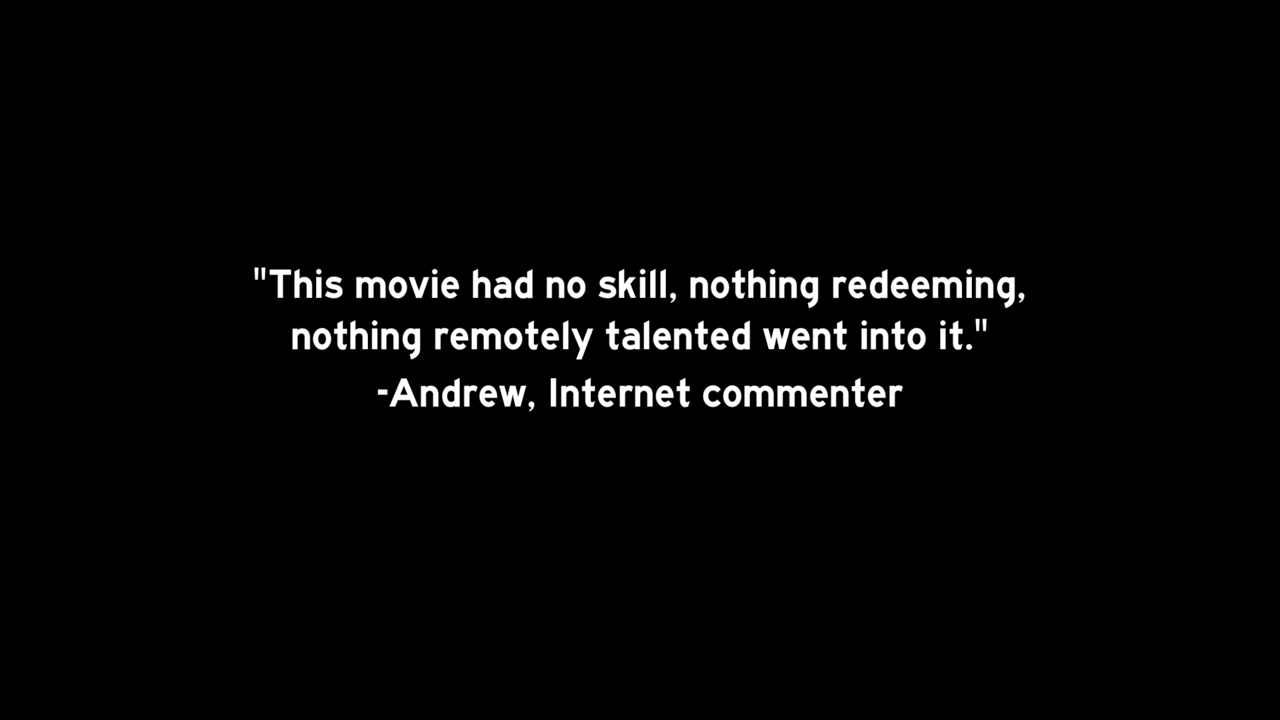 "This movie had no skill, nothing redeeming,
nothing remotely talented went into it."
-Andrew, Internet commenter